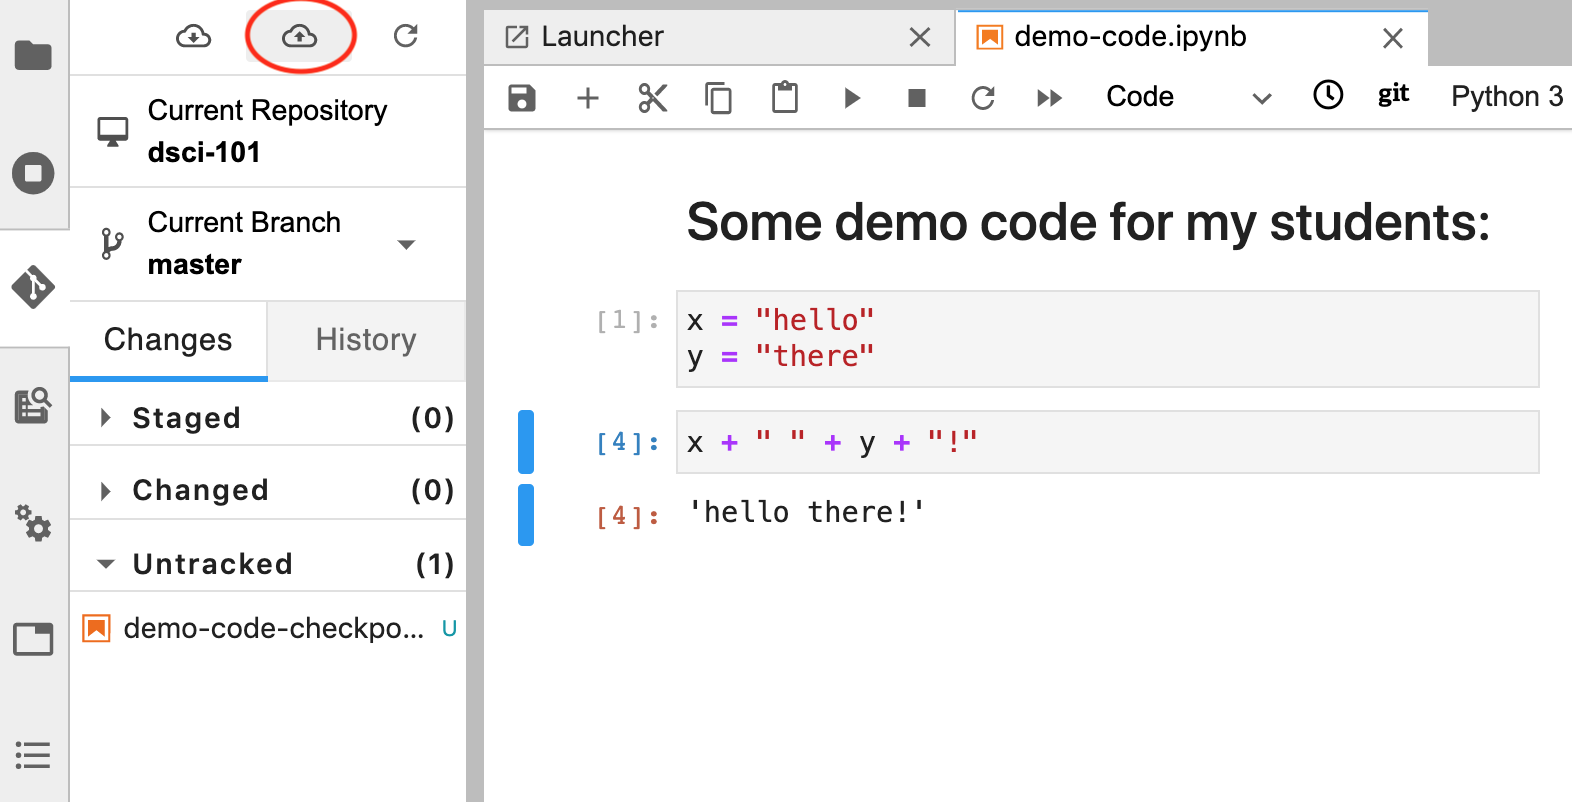 Current Repository
dsci-101
Current Branch
master
Changes History
Staged (0)
Changed (0)
Untracked (1)
demo-code-checkpo... U
Launcher demo-code.ipynb
Code git Python 3
Some demo code for my students:
[1]: x = "hello"
y = "there"
[4]: x + " " + y + "!"
[4]: 'hello there!'